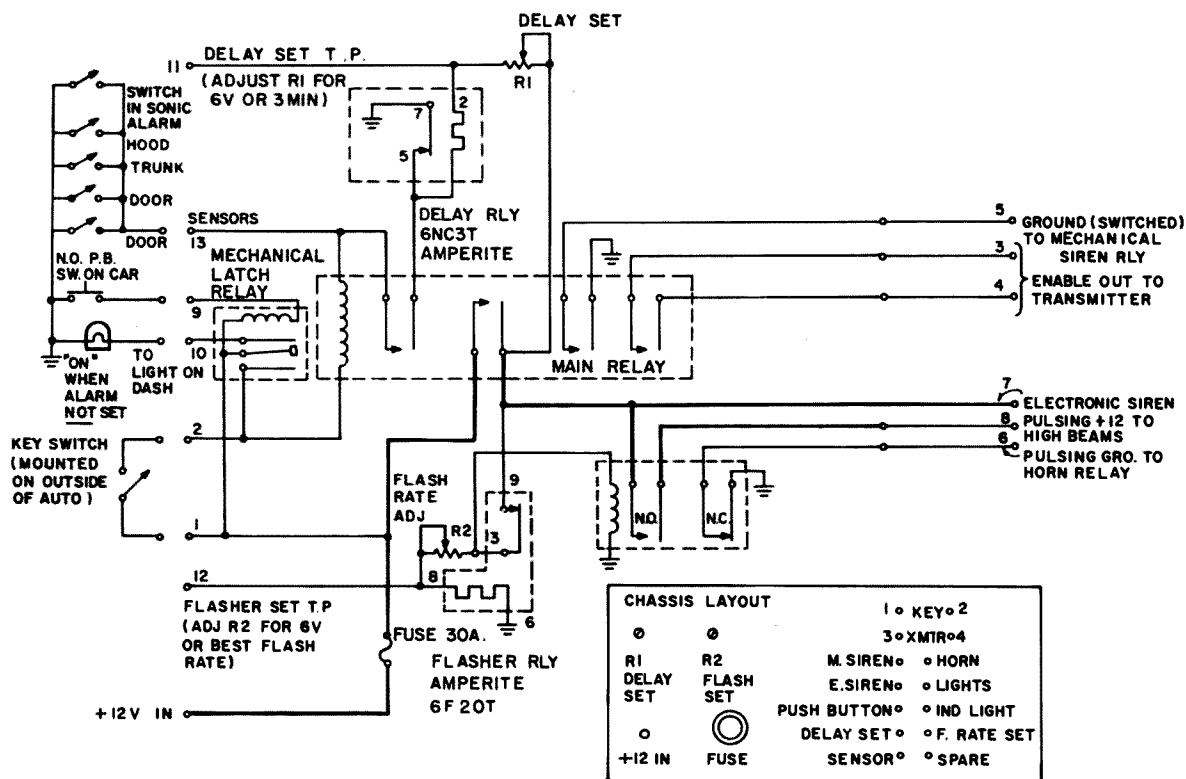 DELAY SET
11
DELAY SET T.P.
(ADJUST R1 FOR
6V OR 3MIN)
R1
SWITCH
IN SONIC
ALARM
HOOD
TRUNK
DOOR
DOOR
2
7
5
SENSORS
13
DELAY RLY
6NC3T
AMPERITE
N.O. P.B.
SW. ON CAR
MECHANICAL
LATCH
RELAY
9
10
"ON"
WHEN
ALARM
NOT SET
TO
LIGHT ON
DASH
MAIN RELAY
5
GROUND (SWITCHED)
TO MECHANICAL
SIREN RLY
3
4
ENABLE OUT TO
TRANSMITTER
7
ELECTRONIC SIREN
8
PULSING +12 TO
HIGH BEAMS
6
PULSING GRO. TO
HORN RELAY
KEY SWITCH
(MOUNTED
ON OUTSIDE
OF AUTO)
2
1
FLASH
RATE
ADJ
R2
9
3
8
6
N.O.
N.C.
12
FLASHER SET T.P
(ADJ R2 FOR 6V
OR BEST FLASH
RATE)
FUSE 30A.
FLASHER RLY
AMPERITE
6F20T
+12V IN
CHASSIS LAYOUT
1 KEY 2
3 XMTR 4
R1
DELAY
SET
R2
FLASH
SET
M. SIREN HORN
E. SIREN LIGHTS
PUSH BUTTON IND LIGHT
DELAY SET F. RATE SET
+12 IN
FUSE
SENSOR SPARE